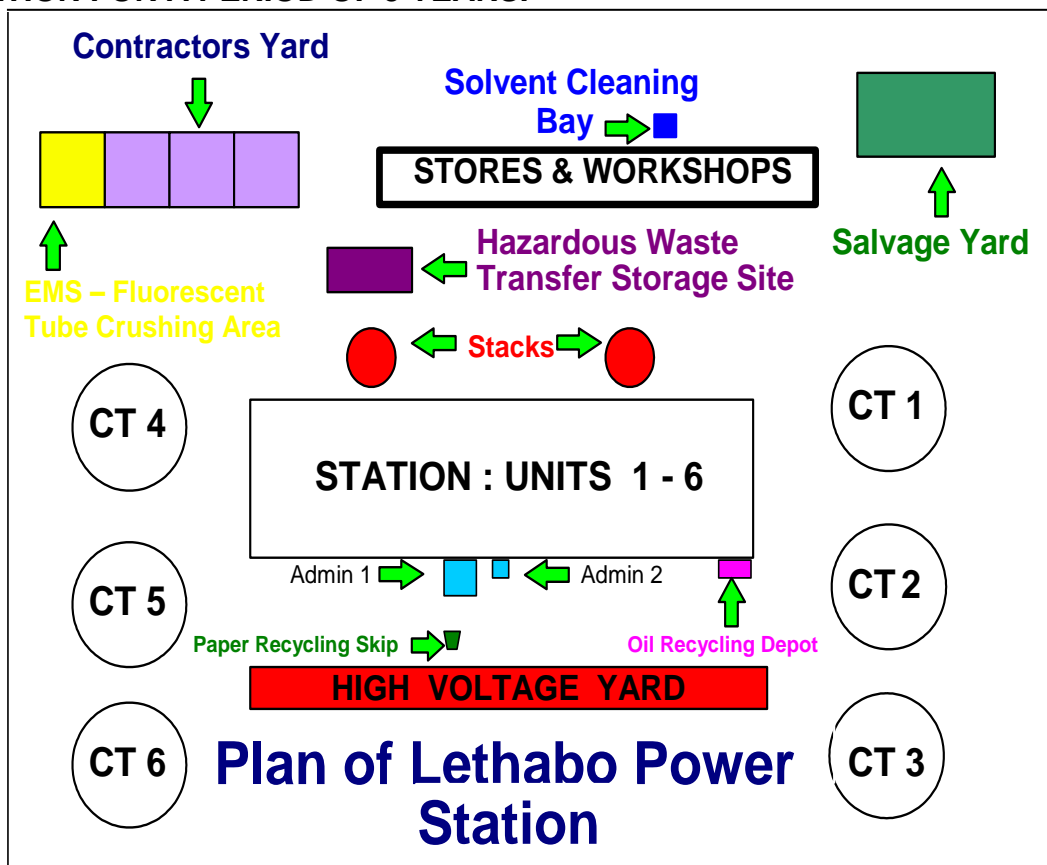 Contractors Yard
Solvent Cleaning
Bay
STORES & WORKSHOPS
Salvage Yard
Hazardous Waste
Transfer Storage Site
EMS – Fluorescent
Tube Crushing Area
Stacks
CT 4
CT 1
STATION : UNITS 1 - 6
Admin 1
Admin 2
CT 5
CT 2
Paper Recycling Skip
Oil Recycling Depot
HIGH VOLTAGE YARD
CT 6
CT 3
Plan of Lethabo Power
Station